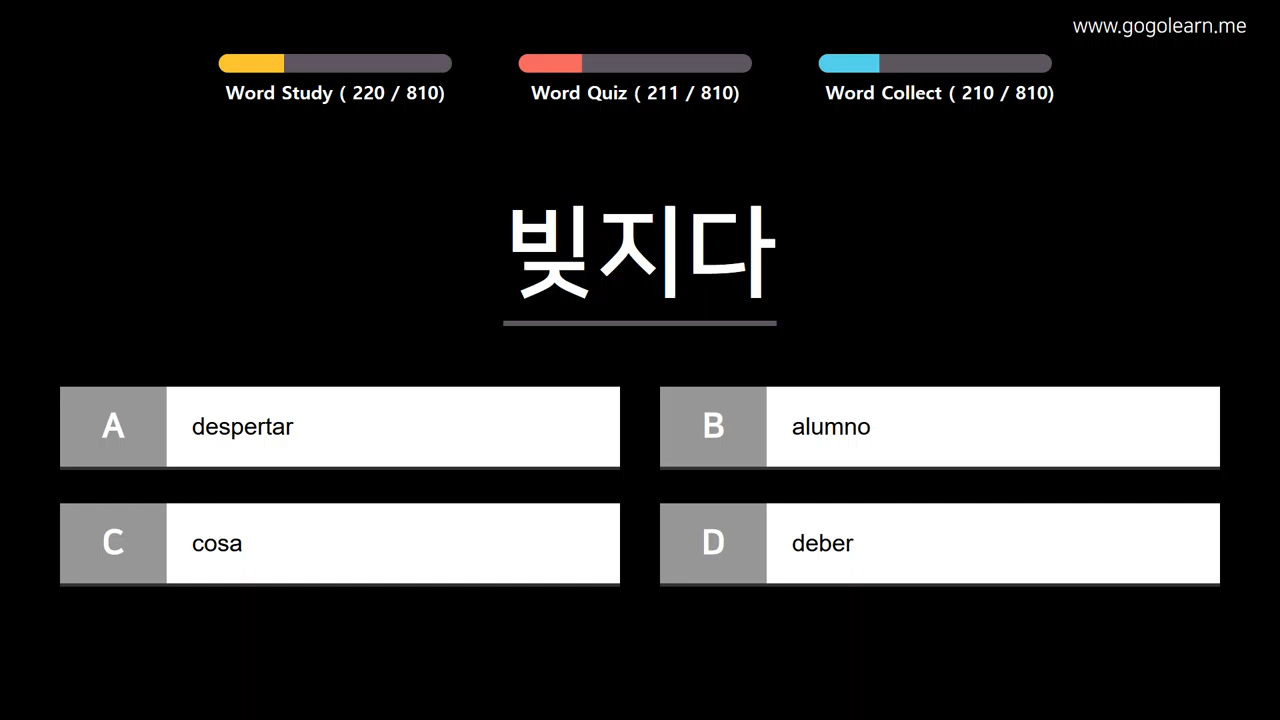 www.gogolearn.me
Word Study ( 220 / 810)
Word Quiz ( 211 / 810)
Word Collect ( 210 / 810)
빚지다
A despertar
B alumno
C cosa
D deber